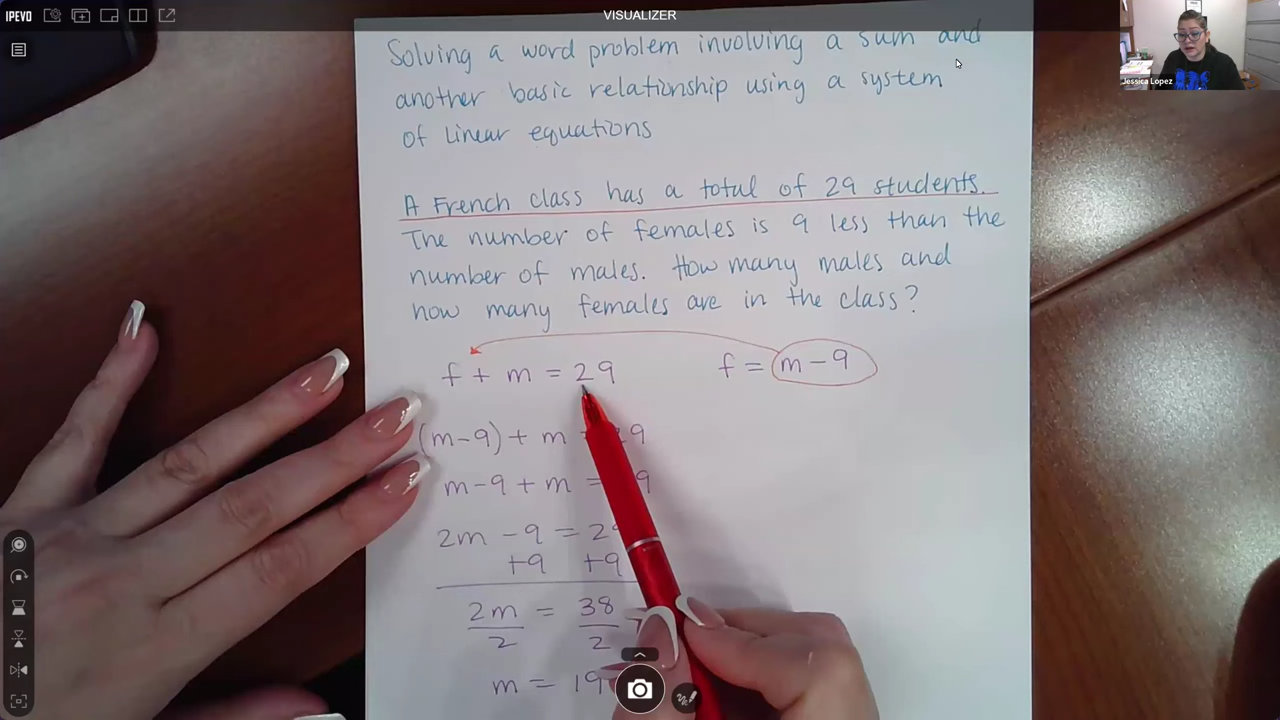 IPEVO
VISUALIZER
Jessica Lopez
Solving a word problem involving a sum and
another basic relationship using a system
of linear equations
A French class has a total of 29 students.
The number of females is 9 less than the
number of males. How many males and
how many females are in the class?
f + m = 29
f = m - 9
(m-9) + m 9
m-9 + m = 9
2m - 9 = 2
+9 +9
2m = 38
2 2
m = 19